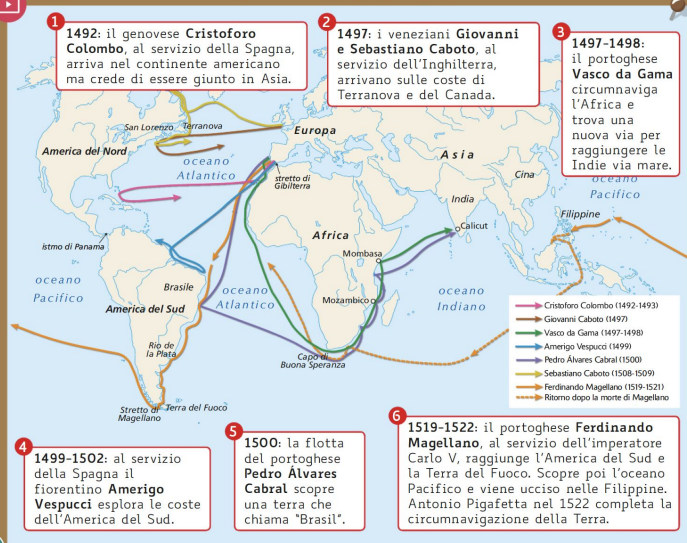 1
1492: il genovese Cristoforo
Colombo, al servizio della Spagna,
arriva nel continente americano
ma crede di essere giunto in Asia.
2
1497: i veneziani Giovanni
e Sebastiano Caboto, al
servizio dell'Inghilterra,
arrivano sulle coste di
Terranova e del Canada.
3
1497-1498:
il portoghese
Vasco da Gama
circumnaviga
l'Africa e
trova una
nuova via per
raggiungere le
Indie via mare.
San Lorenzo
Terranova
Europa
America del Nord
oceano
Atlantico
stretto di
Gibilterra
Asia
Cina
oceano
Pacifico
India
Filippine
Calicut
Africa
Mombasa
istmo di Panama
oceano
Pacifico
Brasile
America del Sud
oceano
Atlantico
Mozambico
oceano
Indiano
Rio de
la Plata
Capo di
Buona Speranza
Stretto di
Magellano
Terra del Fuoco
Cristoforo Colombo (1492-1493)
Giovanni Caboto (1497)
Vasco da Gama (1497-1498)
Amerigo Vespucci (1499)
Pedro Álvares Cabral (1500)
Sebastiano Caboto (1508-1509)
Ferdinando Magellano (1519-1521)
Ritorno dopo la morte di Magellano
4
1499-1502: al servizio
della Spagna il
fiorentino Amerigo
Vespucci esplora le coste
dell'America del Sud.
5
1500: la flotta
del portoghese
Pedro Álvares
Cabral scopre
una terra che
chiama "Brasil".
6
1519-1522: il portoghese Ferdinando
Magellano, al servizio dell'imperatore
Carlo V, raggiunge l'America del Sud e
la Terra del Fuoco. Scopre poi l'oceano
Pacifico e viene ucciso nelle Filippine.
Antonio Pigafetta nel 1522 completa la
circumnavigazione della Terra.